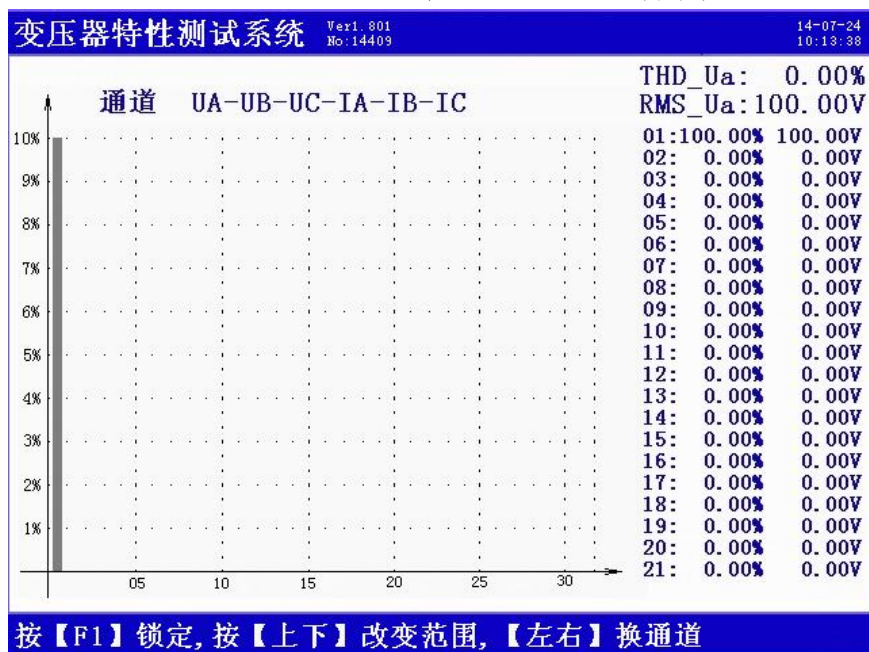 变压器特性测试系统 Ver1.801 No:14409 14-07-24 10:13:38
THD_Ua: 0.00%
RMS_Ua:100.00V
通道 UA-UB-UC-IA-IB-IC
10%
9%
8%
7%
6%
5%
4%
3%
2%
1%
05 10 15 20 25 30
01:100.00% 100.00V
02: 0.00% 0.00V
03: 0.00% 0.00V
04: 0.00% 0.00V
05: 0.00% 0.00V
06: 0.00% 0.00V
07: 0.00% 0.00V
08: 0.00% 0.00V
09: 0.00% 0.00V
10: 0.00% 0.00V
11: 0.00% 0.00V
12: 0.00% 0.00V
13: 0.00% 0.00V
14: 0.00% 0.00V
15: 0.00% 0.00V
16: 0.00% 0.00V
17: 0.00% 0.00V
18: 0.00% 0.00V
19: 0.00% 0.00V
20: 0.00% 0.00V
21: 0.00% 0.00V
按【F1】锁定,按【上下】改变范围,【左右】换通道